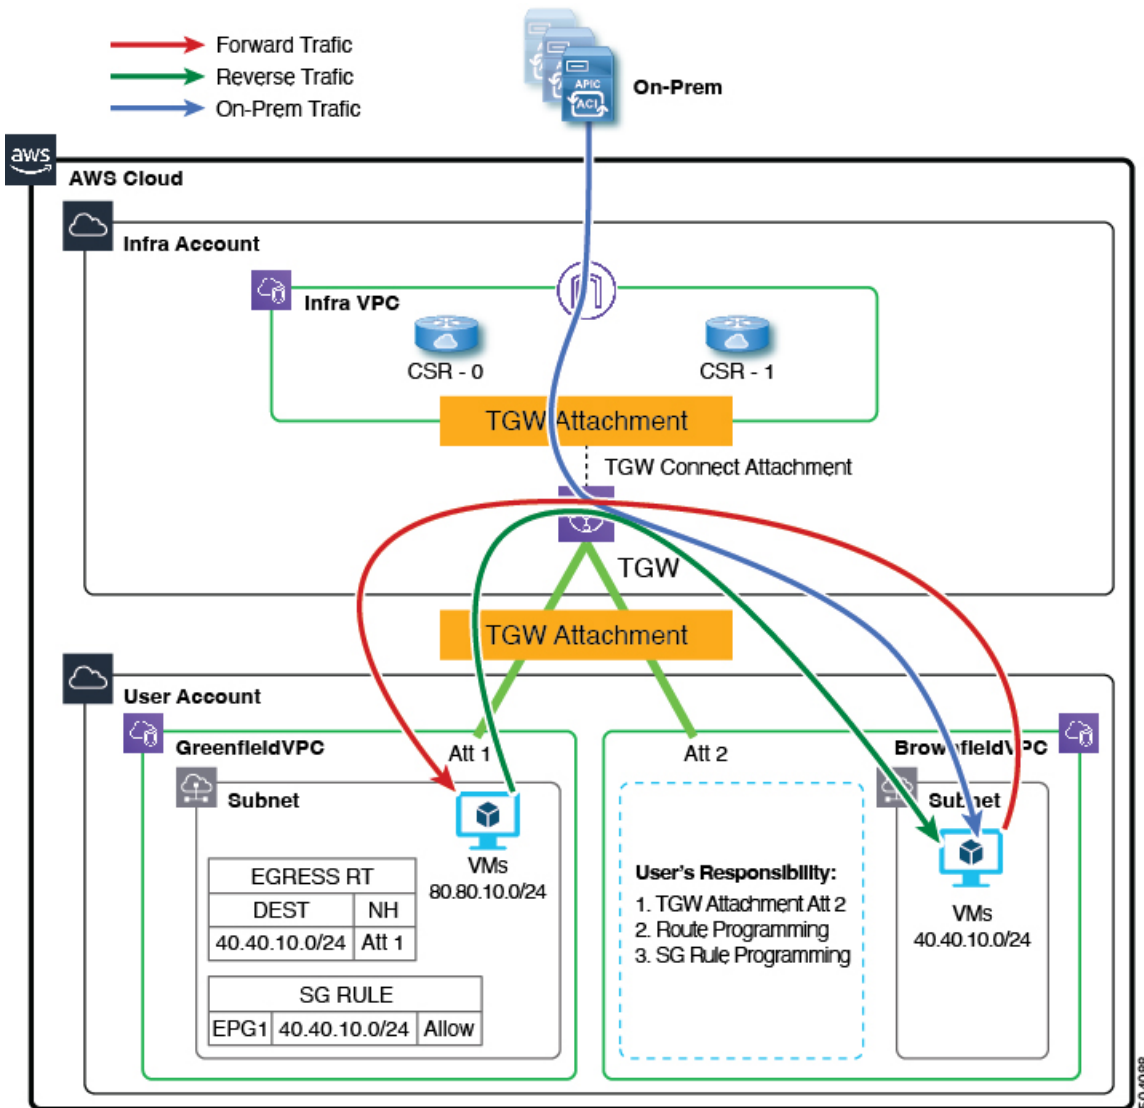 Forward Trafic
Reverse Trafic
On-Prem Trafic
APIC
ACI
On-Prem
aws
AWS Cloud
Infra Account
Infra VPC
CSR - 0
CSR - 1
TGW Attachment
TGW Connect Attachment
TGW
TGW Attachment
User Account
GreenfieldVPC
Att 1
Att 2
BrownfieldVPC
Subnet
VMs
80.80.10.0/24
EGRESS RT
DEST NH
40.40.10.0/24 Att 1
SG RULE
EPG1 40.40.10.0/24 Allow
User's Responsibility:
1. TGW Attachment Att 2
2. Route Programming
3. SG Rule Programming
Subnet
VMs
40.40.10.0/24